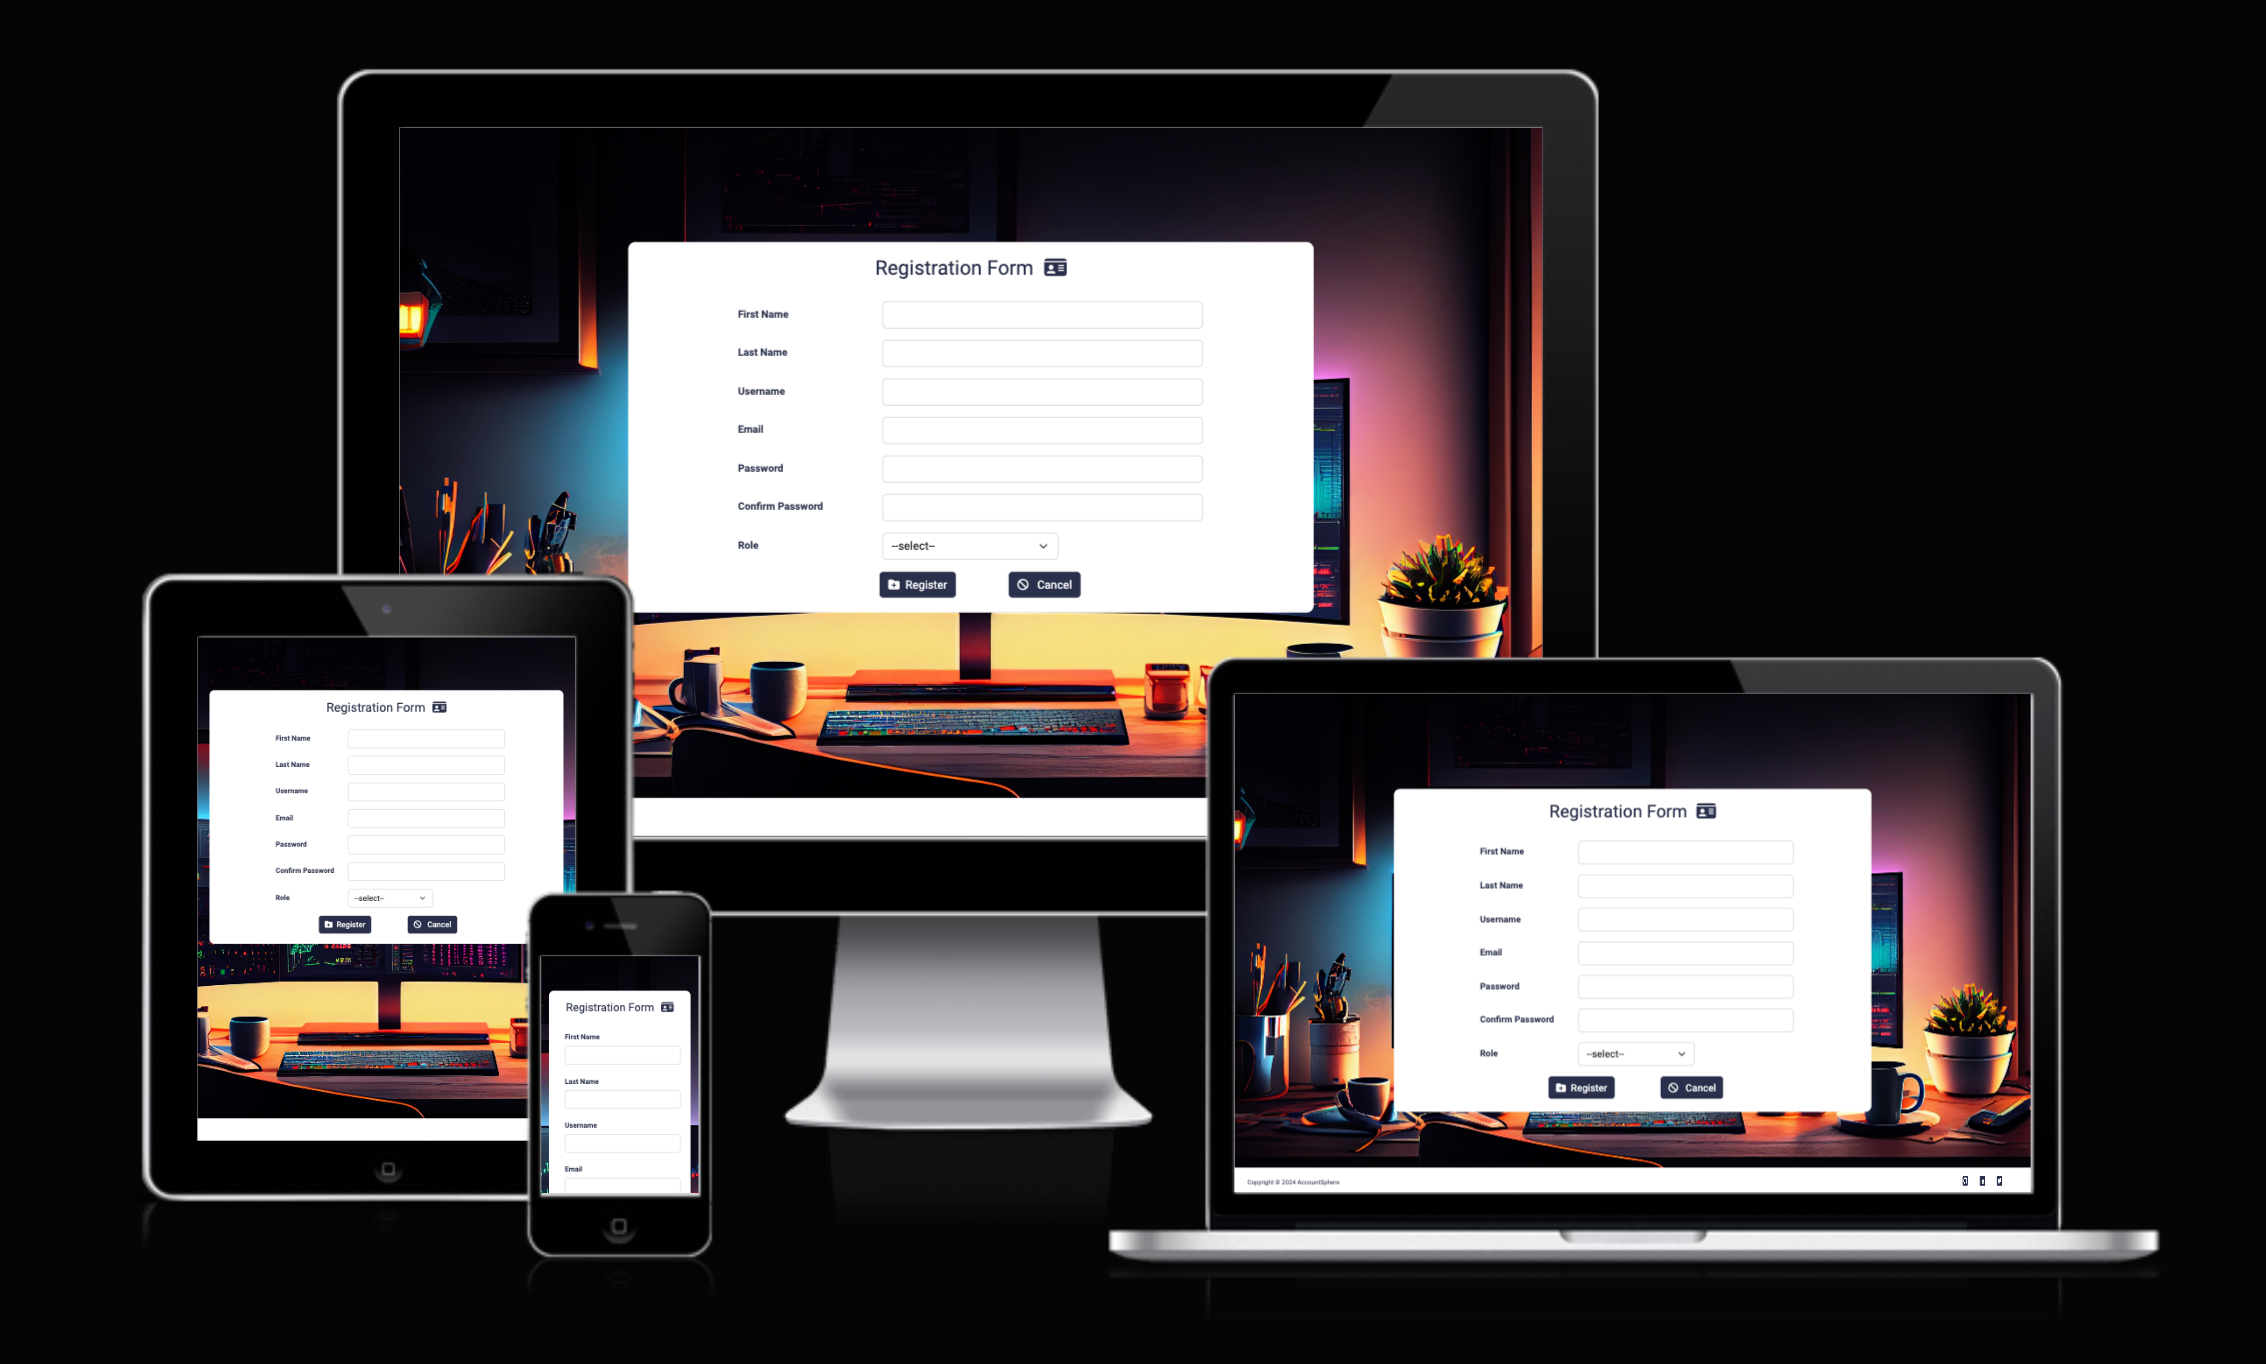 Registration Form
First Name
Last Name
Username
Email
Password
Confirm Password
Role
--select--
Register
Cancel
Registration Form
First Name
Last Name
Username
Email
Password
Confirm Password
Role
--select--
Register
Cancel
Registration Form
First Name
Last Name
Username
Email
Registration Form
First Name
Last Name
Username
Email
Password
Confirm Password
Role
--select--
Register
Cancel
Copyright © 2024 AccountSphere